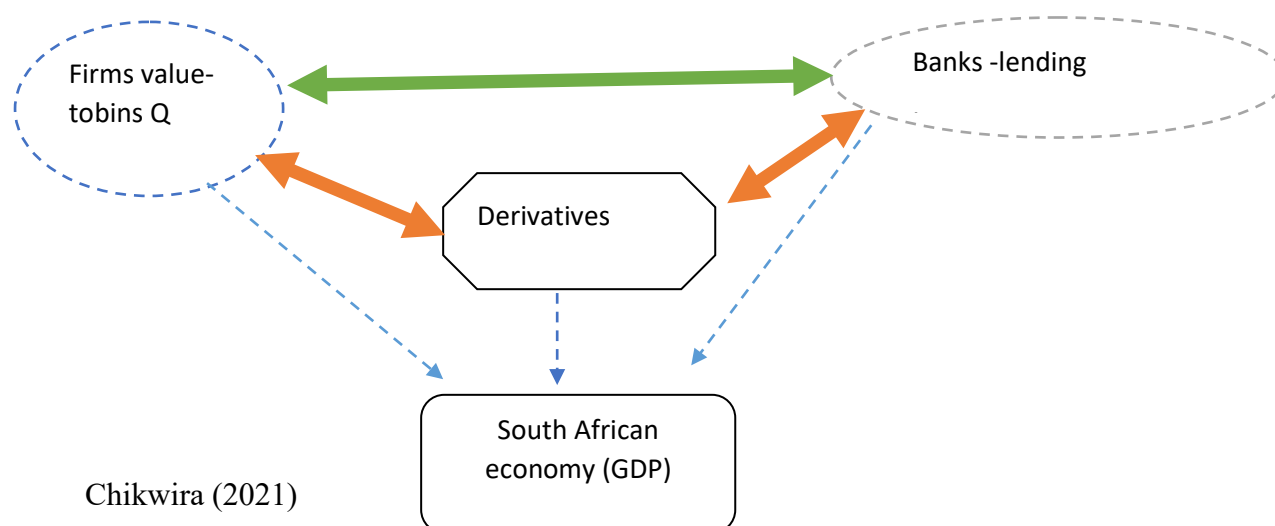 Firms value-
tobins Q
Banks -lending
Derivatives
South African
economy (GDP)
Chikwira (2021)